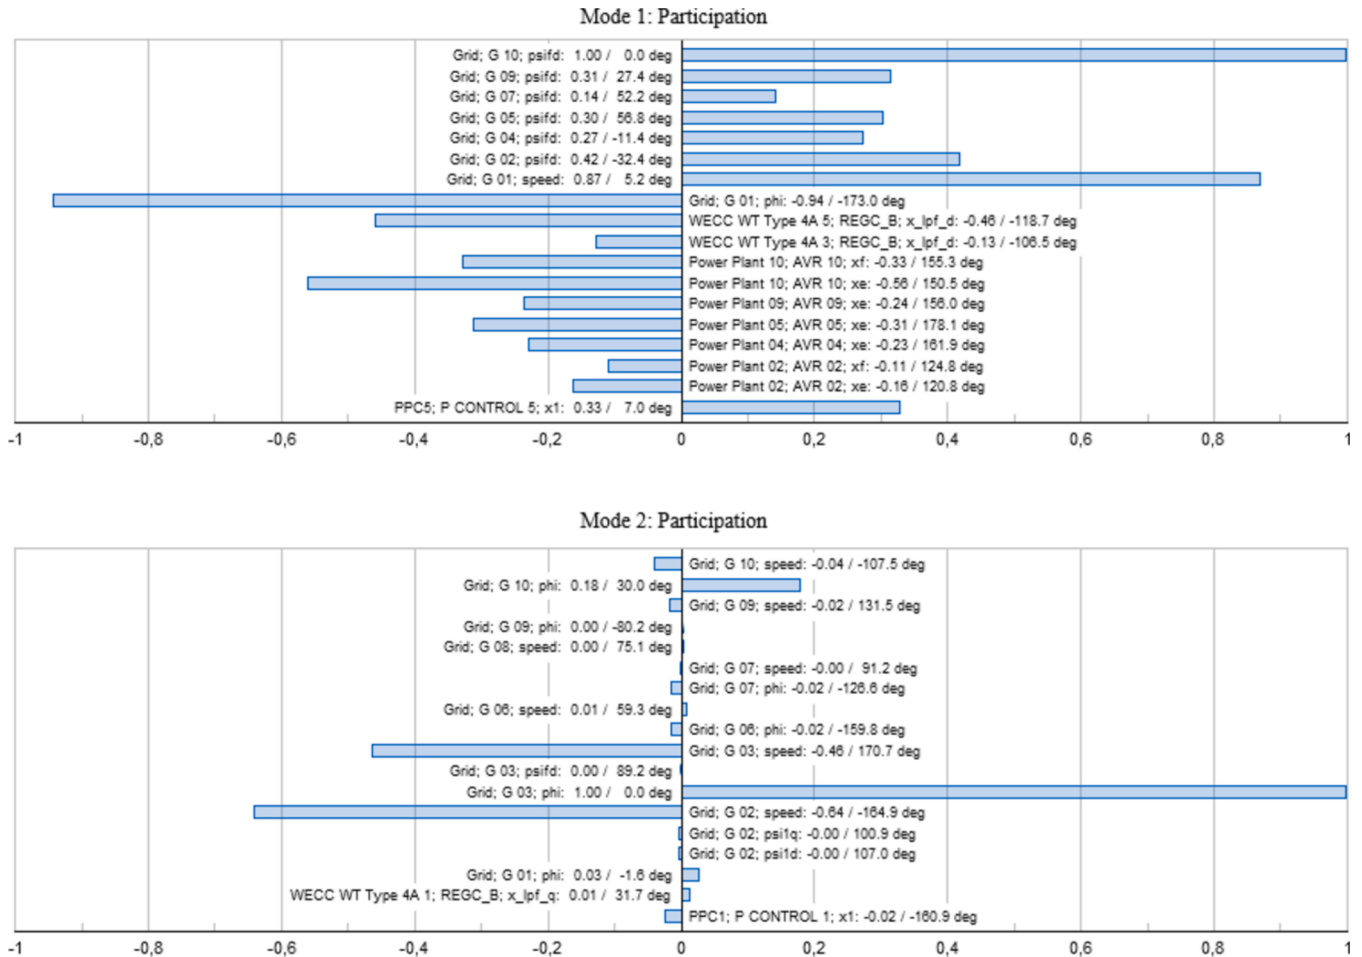 Mode 1: Participation
Grid; G 10; psifd: 1.00 / 0.0 deg
Grid; G 09; psifd: 0.31 / 27.4 deg
Grid; G 07; psifd: 0.14 / 52.2 deg
Grid; G 05; psifd: 0.30 / 56.8 deg
Grid; G 04; psifd: 0.27 / -11.4 deg
Grid; G 02; psifd: 0.42 / -32.4 deg
Grid; G 01; speed: 0.87 / 5.2 deg
Grid; G 01; phi: -0.94 / -173.0 deg
WECC WT Type 4A 5; REGC_B; x_lpf_d: -0.46 / -118.7 deg
WECC WT Type 4A 3; REGC_B; x_lpf_d: -0.13 / -106.5 deg
Power Plant 10; AVR 10; xf: -0.33 / 155.3 deg
Power Plant 10; AVR 10; xe: -0.56 / 150.5 deg
Power Plant 09; AVR 09; xe: -0.24 / 156.0 deg
Power Plant 05; AVR 05; xe: -0.31 / 178.1 deg
Power Plant 04; AVR 04; xe: -0.23 / 161.9 deg
Power Plant 02; AVR 02; xf: -0.11 / 124.8 deg
Power Plant 02; AVR 02; xe: -0.16 / 120.8 deg
PPC5; P CONTROL 5; x1: 0.33 / 7.0 deg
-1 -0,8 -0,6 -0,4 -0,2 0 0,2 0,4 0,6 0,8 1
Mode 2: Participation
Grid; G 10; speed: -0.04 / -107.5 deg
Grid; G 10; phi: 0.18 / 30.0 deg
Grid; G 09; speed: -0.02 / 131.5 deg
Grid; G 09; phi: 0.00 / -80.2 deg
Grid; G 08; speed: 0.00 / 75.1 deg
Grid; G 07; speed: -0.00 / 91.2 deg
Grid; G 07; phi: -0.02 / -126.6 deg
Grid; G 06; speed: 0.01 / 59.3 deg
Grid; G 06; phi: -0.02 / -159.8 deg
Grid; G 03; speed: -0.46 / 170.7 deg
Grid; G 03; psifd: 0.00 / 89.2 deg
Grid; G 03; phi: 1.00 / 0.0 deg
Grid; G 02; speed: -0.64 / -164.9 deg
Grid; G 02; psi1q: -0.00 / 100.9 deg
Grid; G 02; psi1d: -0.00 / 107.0 deg
Grid; G 01; phi: 0.03 / -1.6 deg
WECC WT Type 4A 1; REGC_B; x_lpf_q: 0.01 / 31.7 deg
PPC1; P CONTROL 1; x1: -0.02 / -160.9 deg
-1 -0,8 -0,6 -0,4 -0,2 0 0,2 0,4 0,6 0,8 1